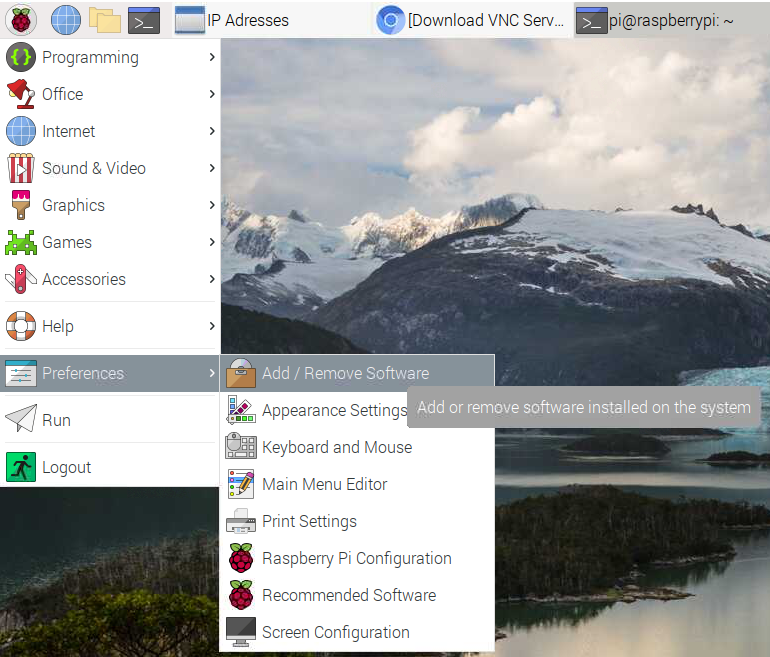 IP Adresses
[Download VNC Serv...
pi@raspberrypi: ~
Programming
Office
Internet
Sound & Video
Graphics
Games
Accessories
Help
Preferences
Run
Logout
Add / Remove Software
Appearance Settings
Add or remove software installed on the system
Keyboard and Mouse
Main Menu Editor
Print Settings
Raspberry Pi Configuration
Recommended Software
Screen Configuration